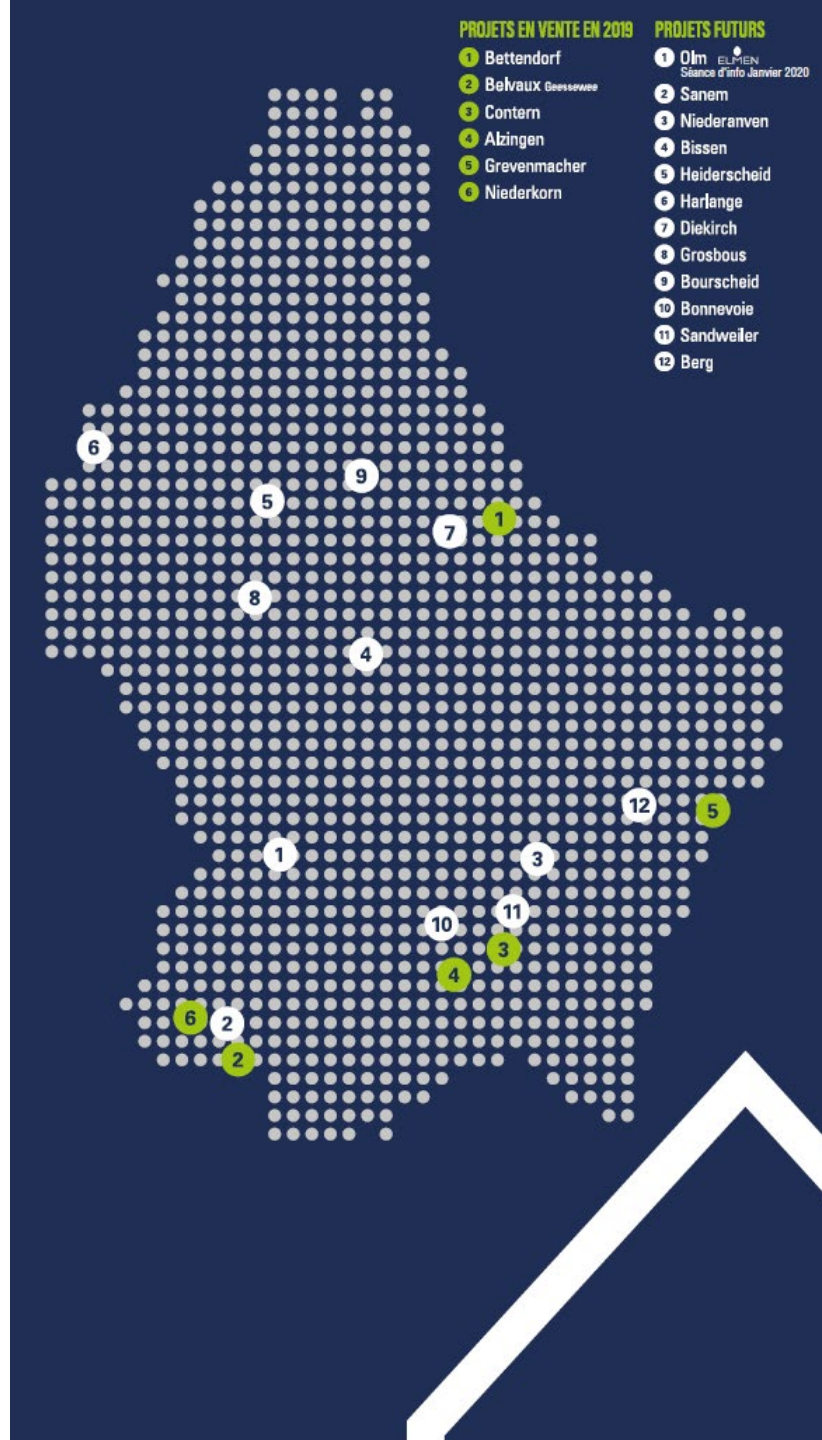 PROJETS EN VENTE EN 2019
1 Bettendorf
2 Belvaux Geessewee
3 Contern
4 Alzingen
5 Grevenmacher
6 Niederkorn
PROJETS FUTURS
1 Olm ELMEN
Séance d'info Janvier 2020
2 Sanem
3 Niederanven
4 Bissen
5 Heiderscheid
6 Harlange
7 Diekirch
8 Grosbous
9 Bourscheid
10 Bonnevoie
11 Sandweiler
12 Berg
6
9
5
1
7
8
4
12
5
1
3
11
10
3
4
6
2
2